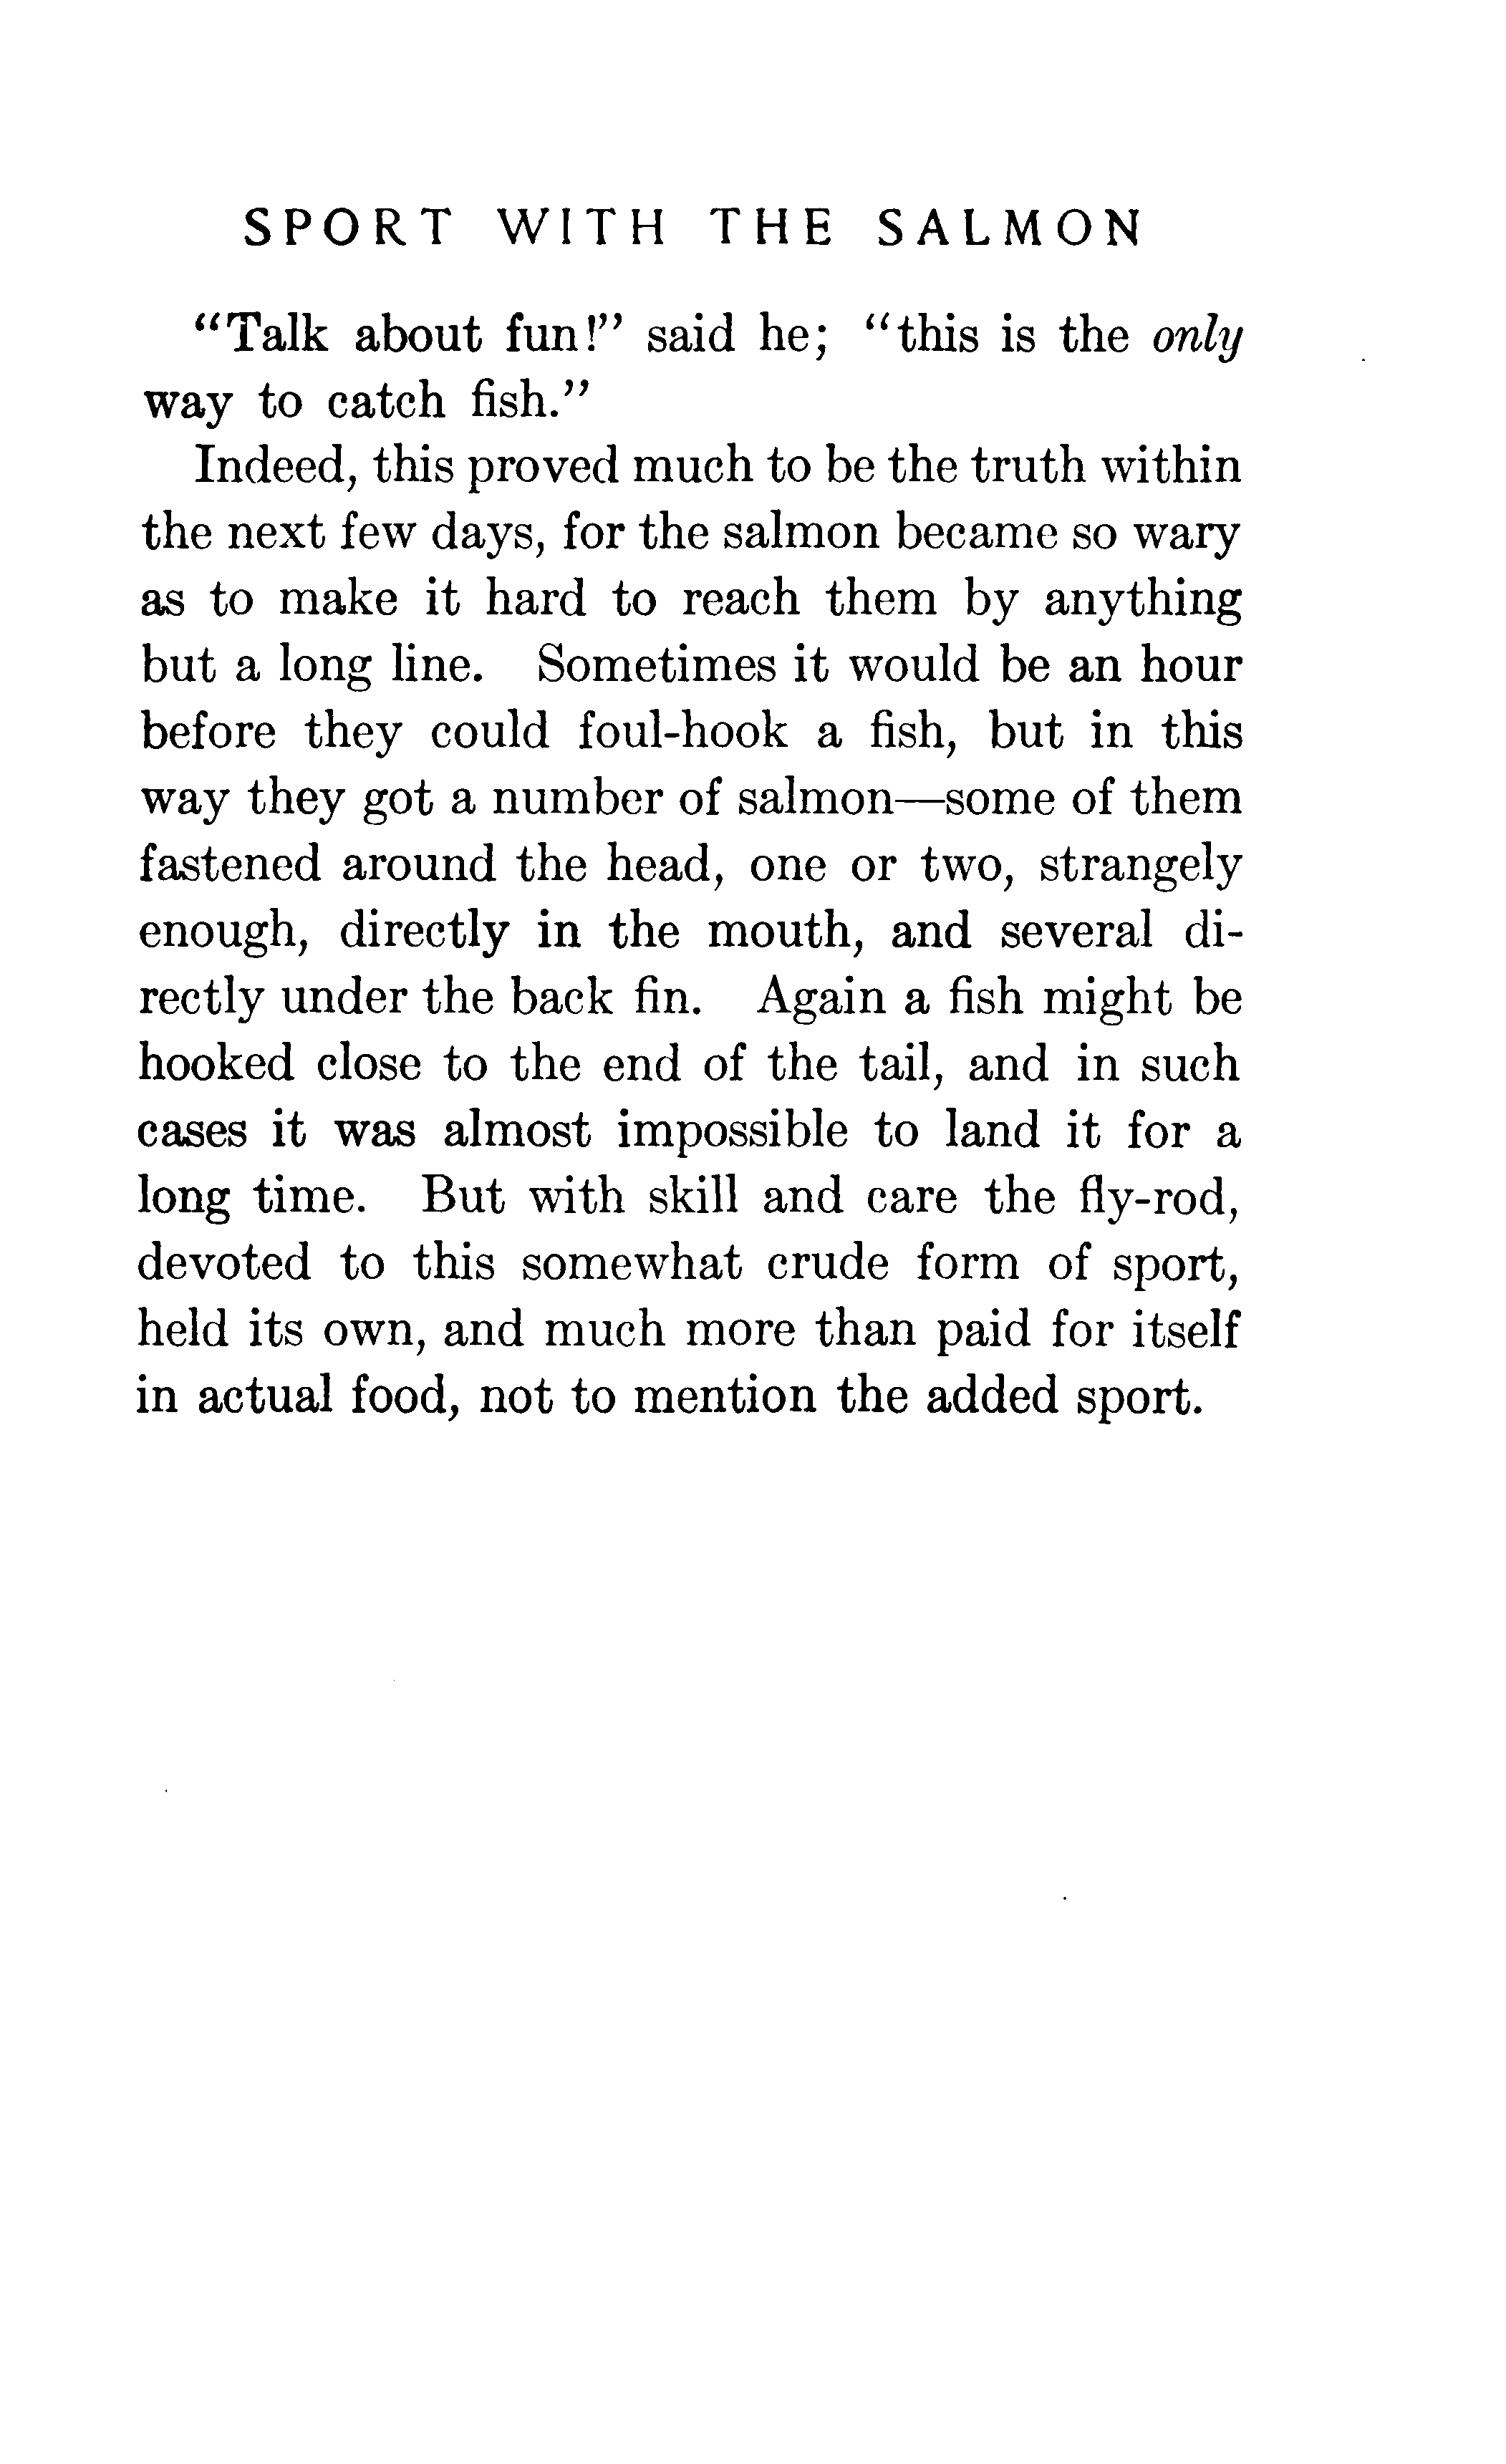 SPORT WITH THE SALMON
“Talk about fun!” said he; “this is the only
way to catch fish.”
Indeed, this proved much to be the truth within
the next few days, for the salmon became so wary
as to make it hard to reach them by anything
but a long line. Sometimes it would be an hour
before they could foul-hook a fish, but in this
way they got a number of salmon—some of them
fastened around the head, one or two, strangely
enough, directly in the mouth, and several di-
rectly under the back fin. Again a fish might be
hooked close to the end of the tail, and in such
cases it was almost impossible to land it for a
long time. But with skill and care the fly-rod,
devoted to this somewhat crude form of sport,
held its own, and much more than paid for itself
in actual food, not to mention the added sport.